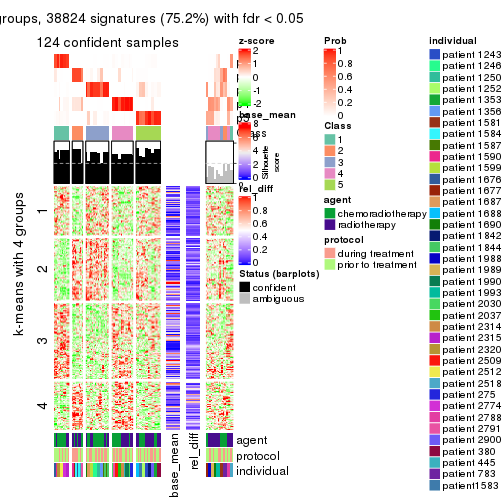 groups, 38824 signatures (75.2%) with fdr < 0.05
124 confident samples
k-means with 4 groups
1
2
3
4
z-score
2
1
0
-1
-2
base_mean
8
6
4
2
0
Silhouette
score
rel_diff
1
0.8
0.6
0.4
0.2
0
Status (barplots)
confident
ambiguous
agent
protocol
individual
base_mean
rel_diff
Prob
1
0.8
0.6
0.4
0.2
0
Class
1
2
3
4
5
agent
chemoradiotherapy
radiotherapy
protocol
during treatment
prior to treatment
individual
patient 1243
patient 1246
patient 1250
patient 1252
patient 1353
patient 1356
patient 1581
patient 1584
patient 1587
patient 1590
patient 1599
patient 1676
patient 1677
patient 1687
patient 1688
patient 1690
patient 1842
patient 1844
patient 1988
patient 1989
patient 1990
patient 1993
patient 2030
patient 2037
patient 2314
patient 2315
patient 2320
patient 2509
patient 2512
patient 2518
patient 275
patient 2774
patient 2788
patient 2791
patient 2900
patient 380
patient 445
patient 783
patient1583